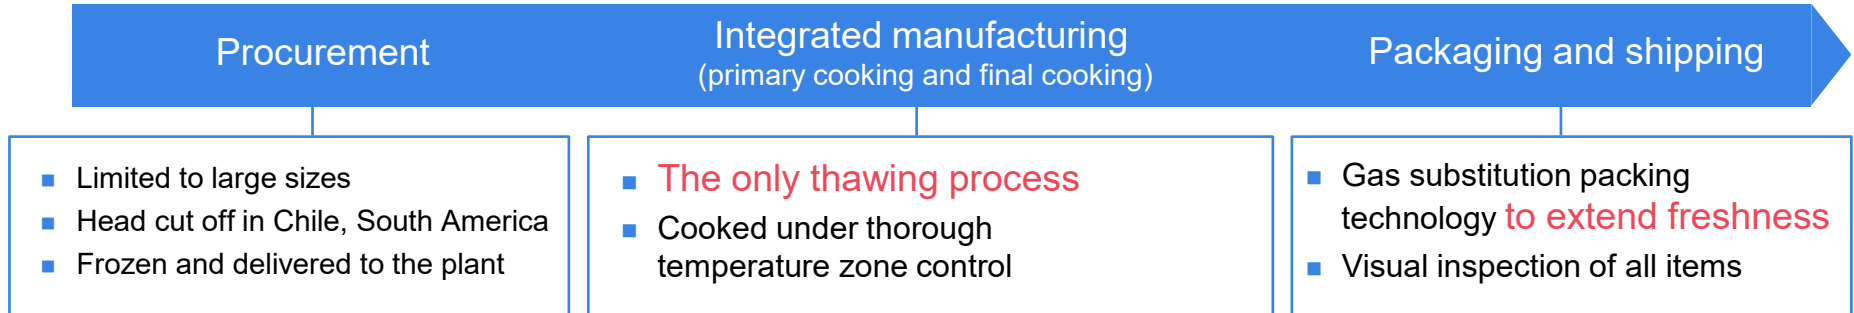 Procurement
Integrated manufacturing
(primary cooking and final cooking)
Packaging and shipping
Limited to large sizes
Head cut off in Chile, South America
Frozen and delivered to the plant
The only thawing process
Cooked under thorough
temperature zone control
Gas substitution packing
technology to extend freshness
Visual inspection of all items